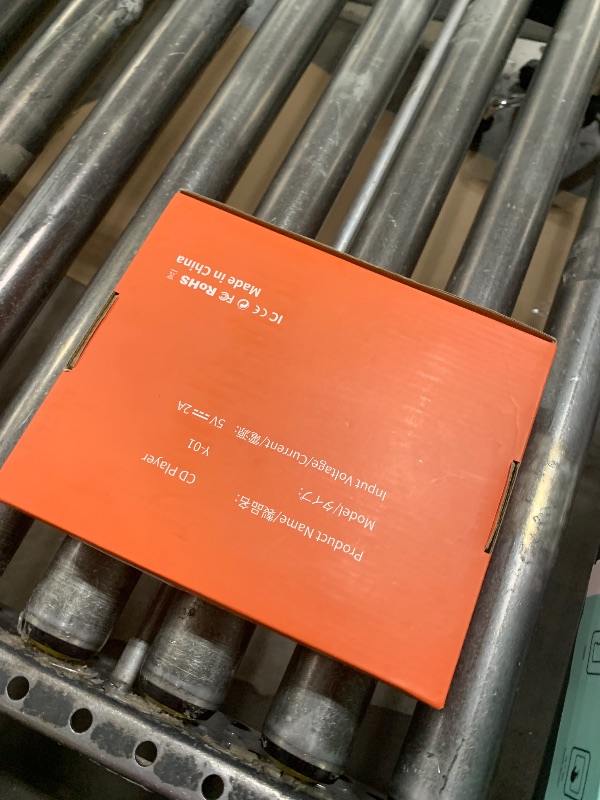 Product Name/製品名: CD Player
Model/タイプ: Y-01
Input Voltage/Current/電源: 5V⎓2A
IC CE FC RoHS
Made in China